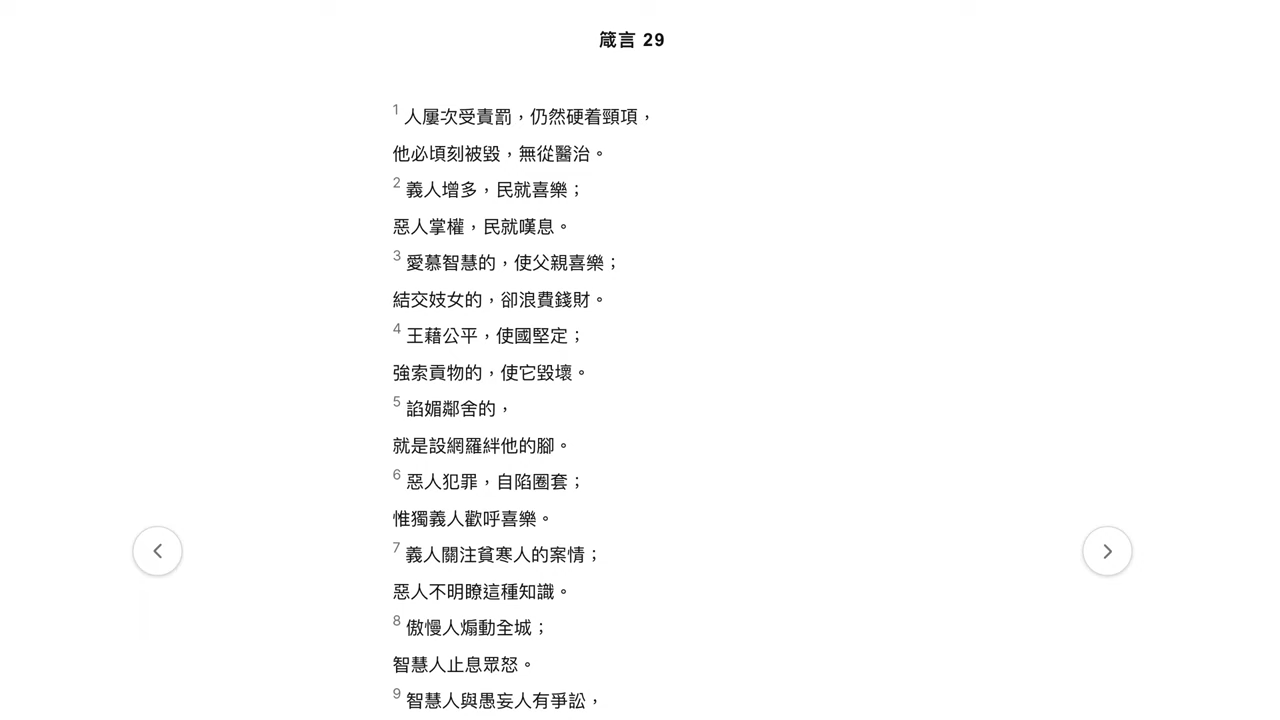 箴言 29
1 人屢次受責罰，仍然硬着頸項，
他必頃刻被毀，無從醫治。
2 義人增多，民就喜樂；
惡人掌權，民就嘆息。
3 愛慕智慧的，使父親喜樂；
結交妓女的，卻浪費錢財。
4 王藉公平，使國堅定；
強索貢物的，使它毀壞。
5 諂媚鄰舍的，
就是設網羅絆他的腳。
6 惡人犯罪，自陷圈套；
惟獨義人歡呼喜樂。
7 義人關注貧寒人的案情；
惡人不明瞭這種知識。
8 傲慢人煽動全城；
智慧人止息眾怒。
9 智慧人與愚妄人有爭訟，